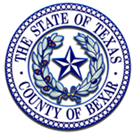 THE STATE OF TEXAS
COUNTY OF BEXAR